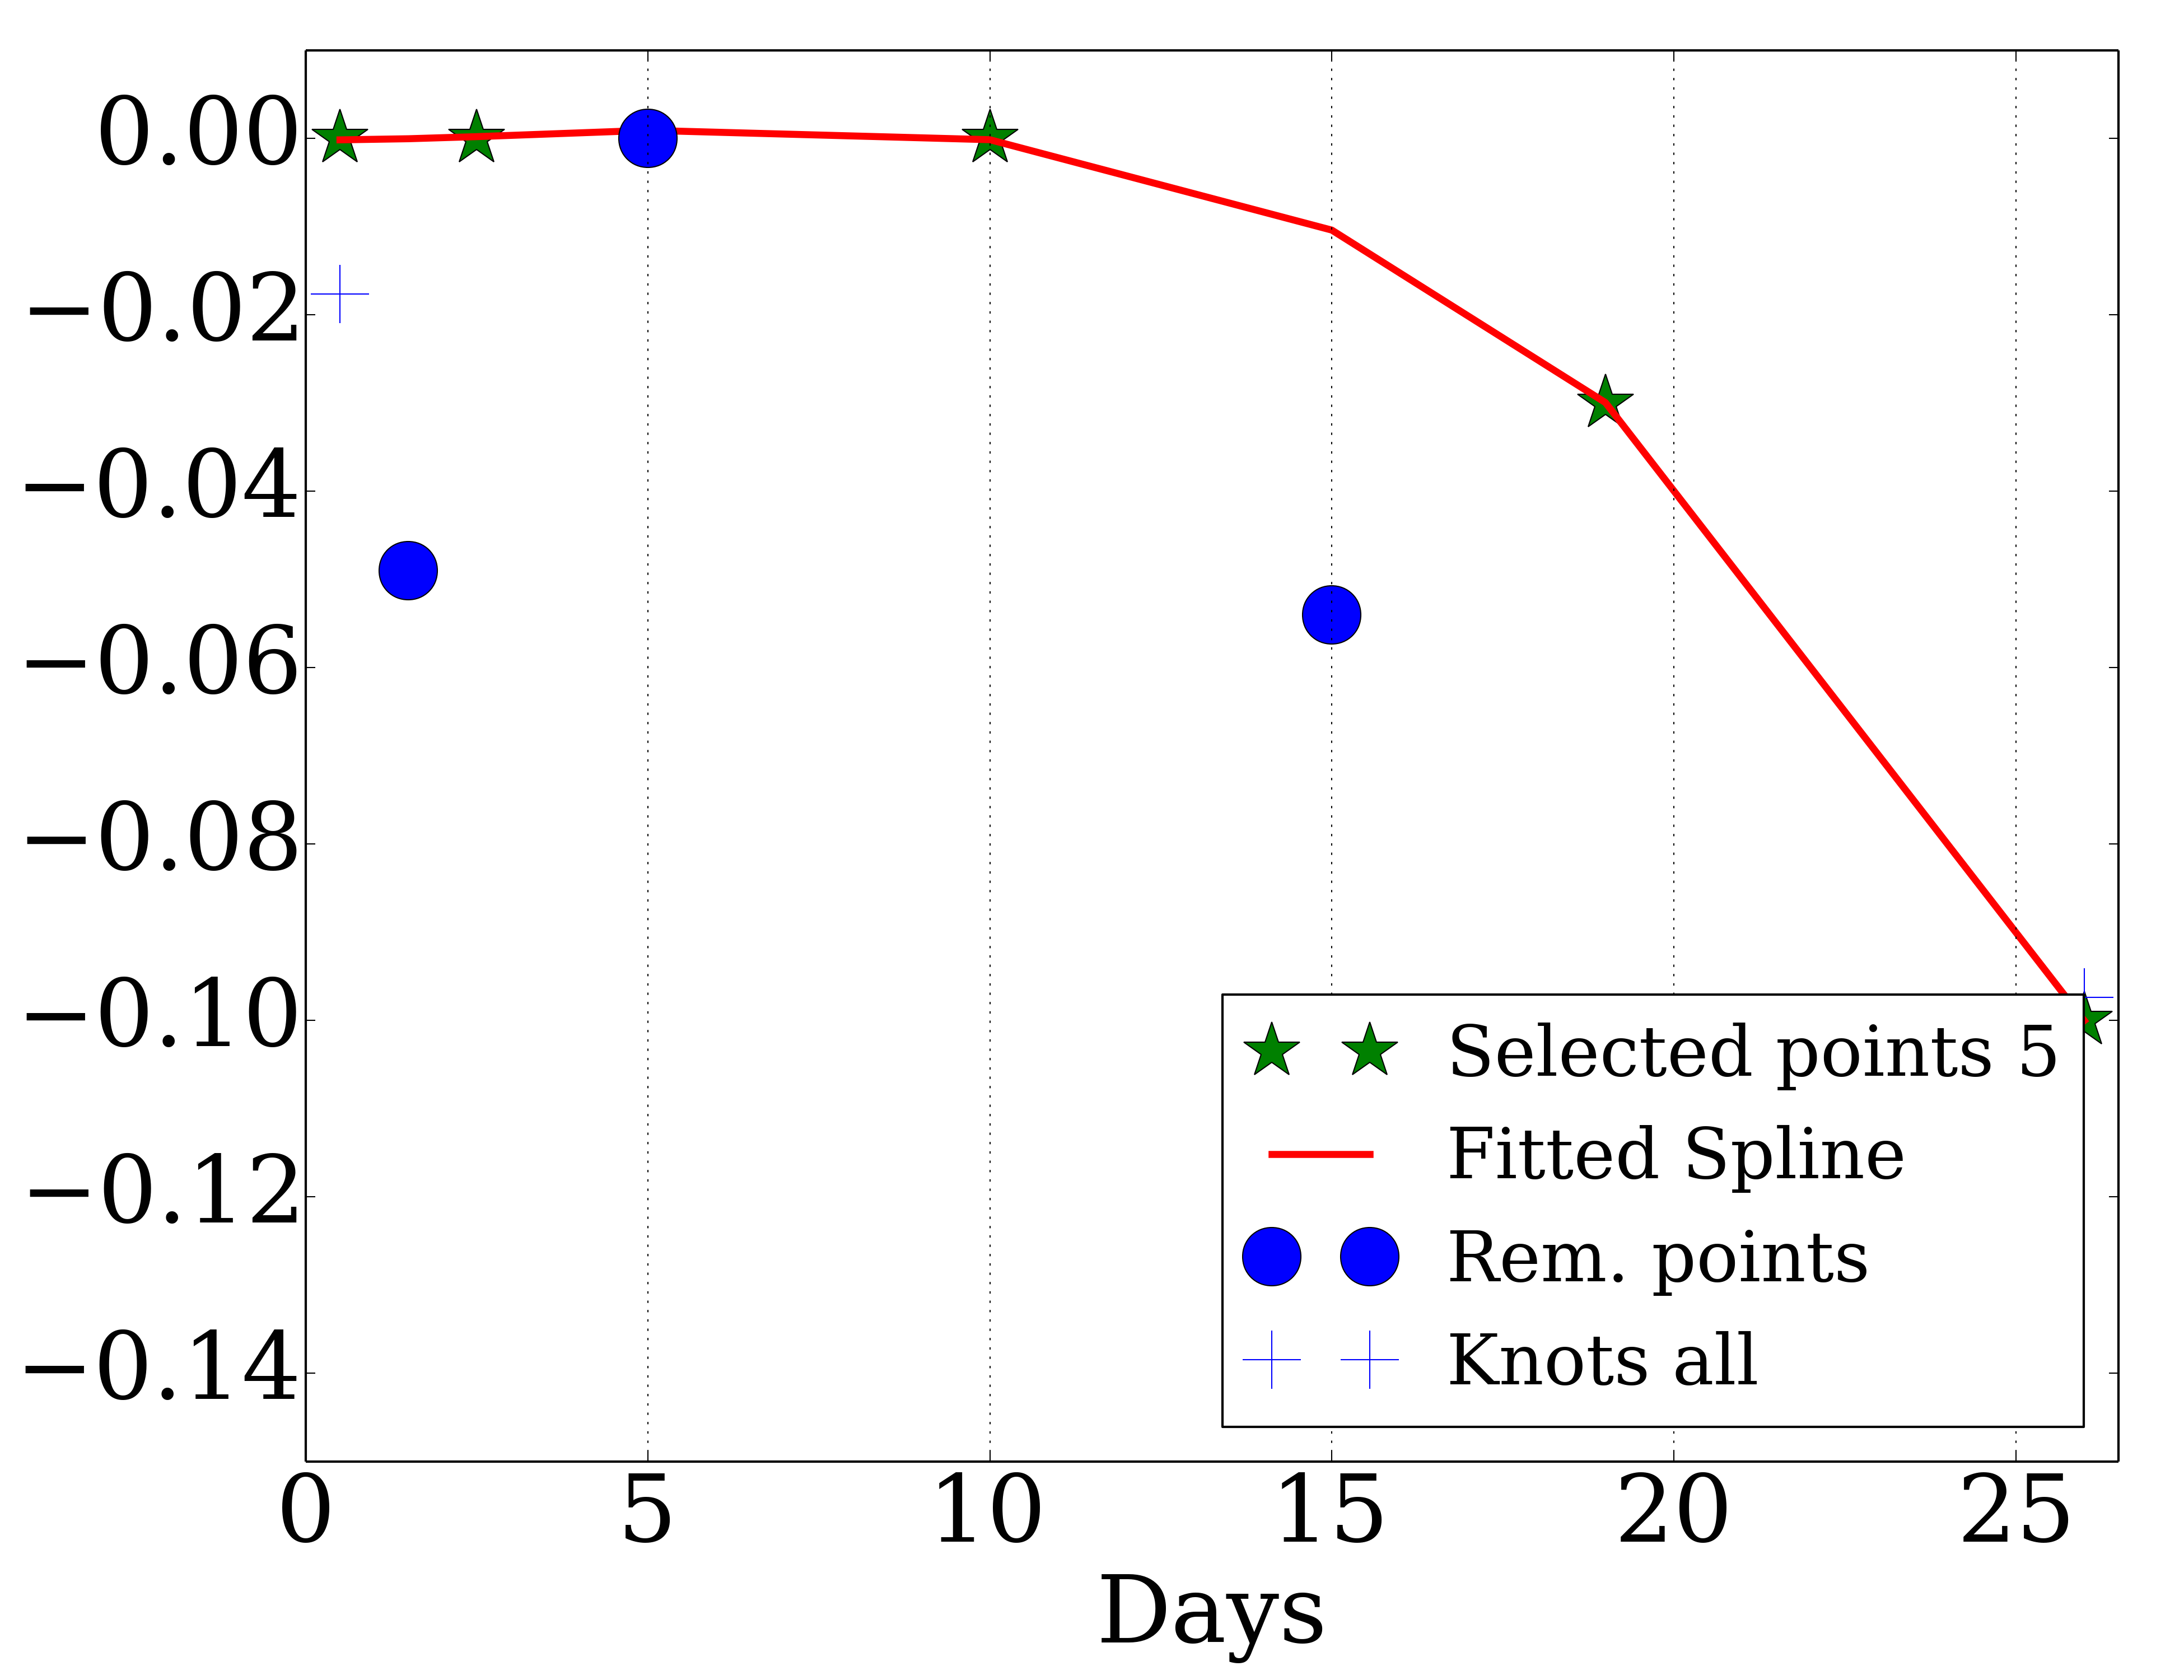 0.00
−0.02
−0.04
−0.06
−0.08
−0.10
−0.12
−0.14
Selected points 5
Fitted Spline
Rem. points
Knots all
0 5 10 15 20 25
Days